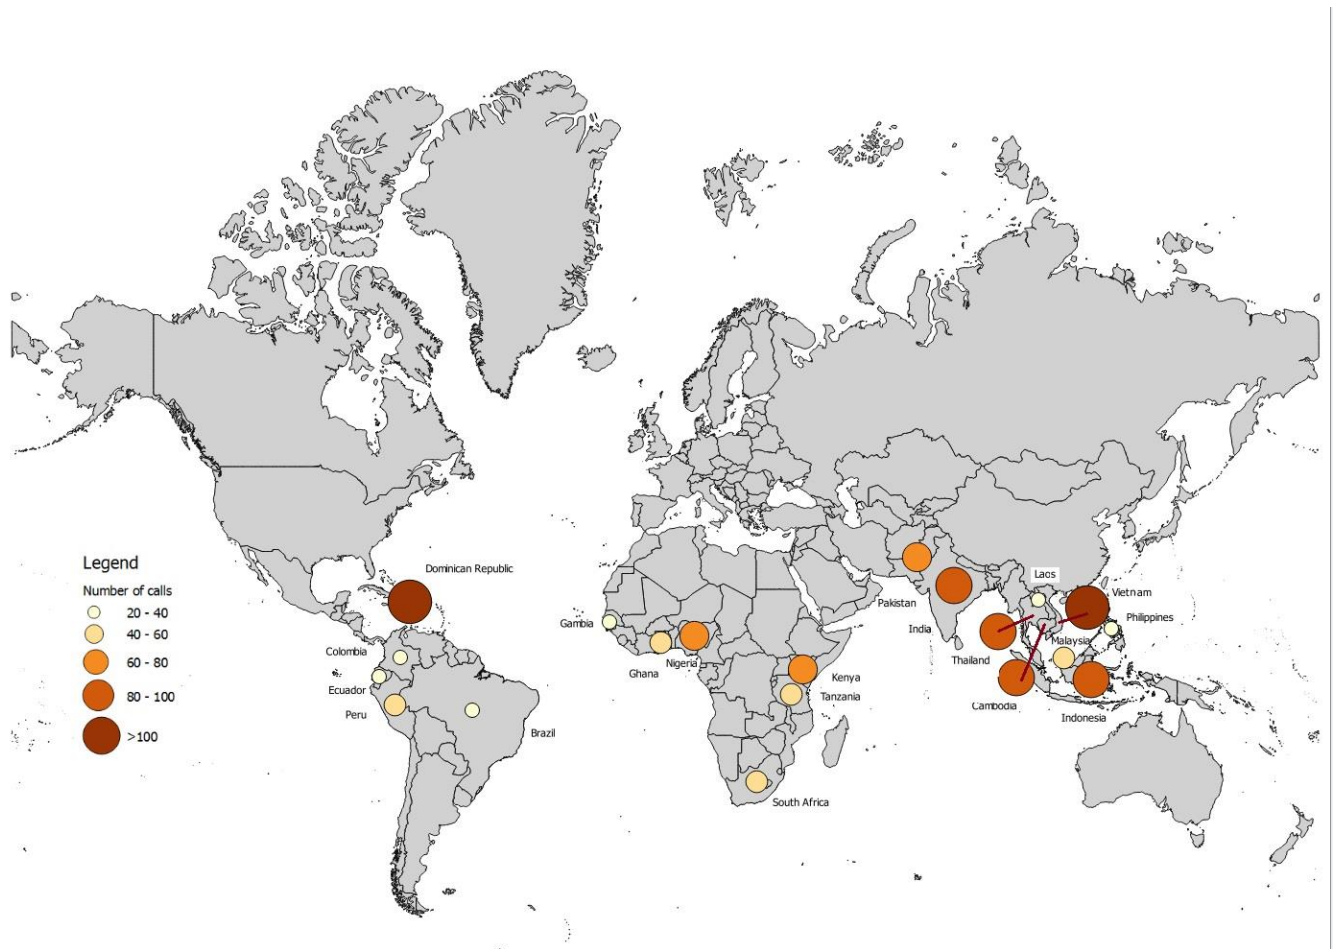 Legend
Number of calls
20 - 40
40 - 60
60 - 80
80 - 100
>100
Dominican Republic
Colombia
Ecuador
Peru
Brazil
Gambia
Ghana
Nigeria
Kenya
Tanzania
South Africa
Pakistan
India
Laos
Vietnam
Philippines
Malaysia
Thailand
Cambodia
Indonesia